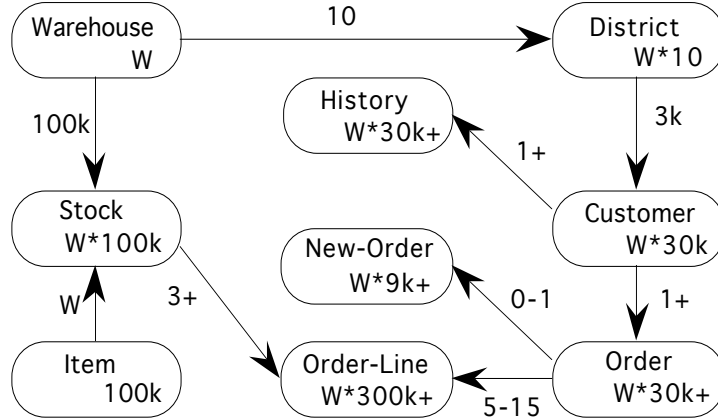 Warehouse
W
10
District
W*10
100k
History
W*30k+
3k
1+
Stock
W*100k
Customer
W*30k
New-Order
W*9k+
W
3+
0-1
1+
Item
100k
Order-Line
W*300k+
5-15
Order
W*30k+